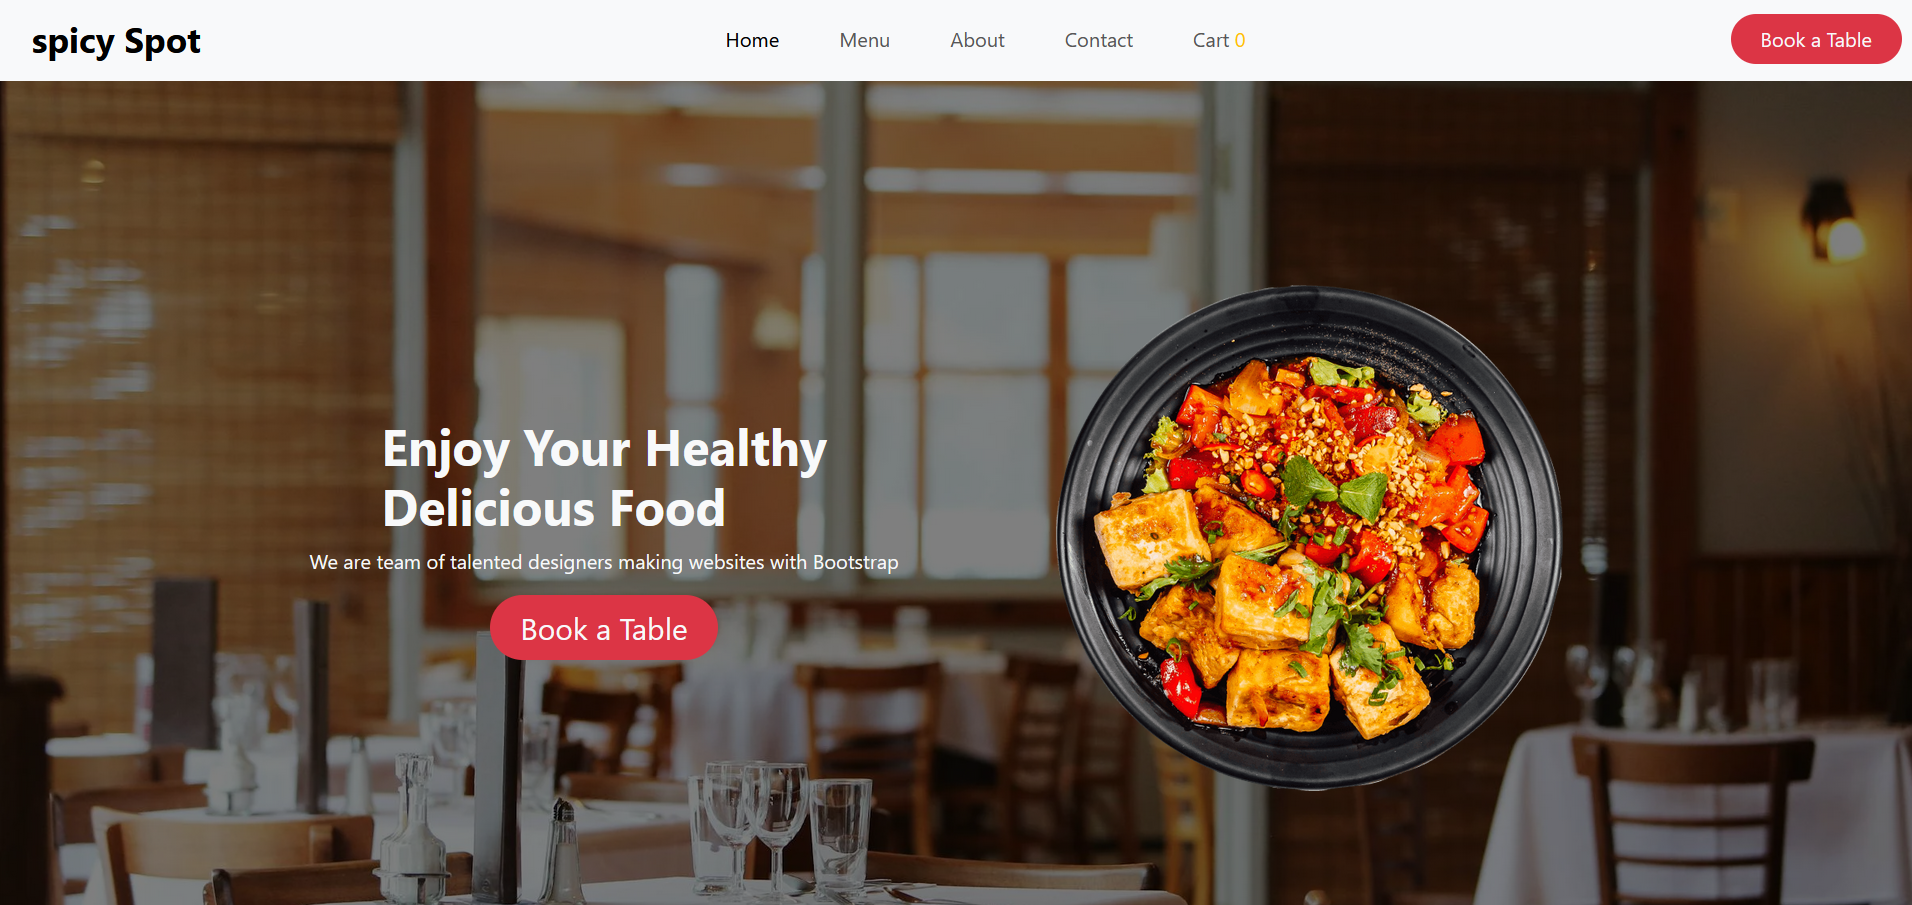 spicy Spot
Home
Menu
About
Contact
Cart 0
Book a Table
Enjoy Your Healthy
Delicious Food
We are team of talented designers making websites with Bootstrap
Book a Table